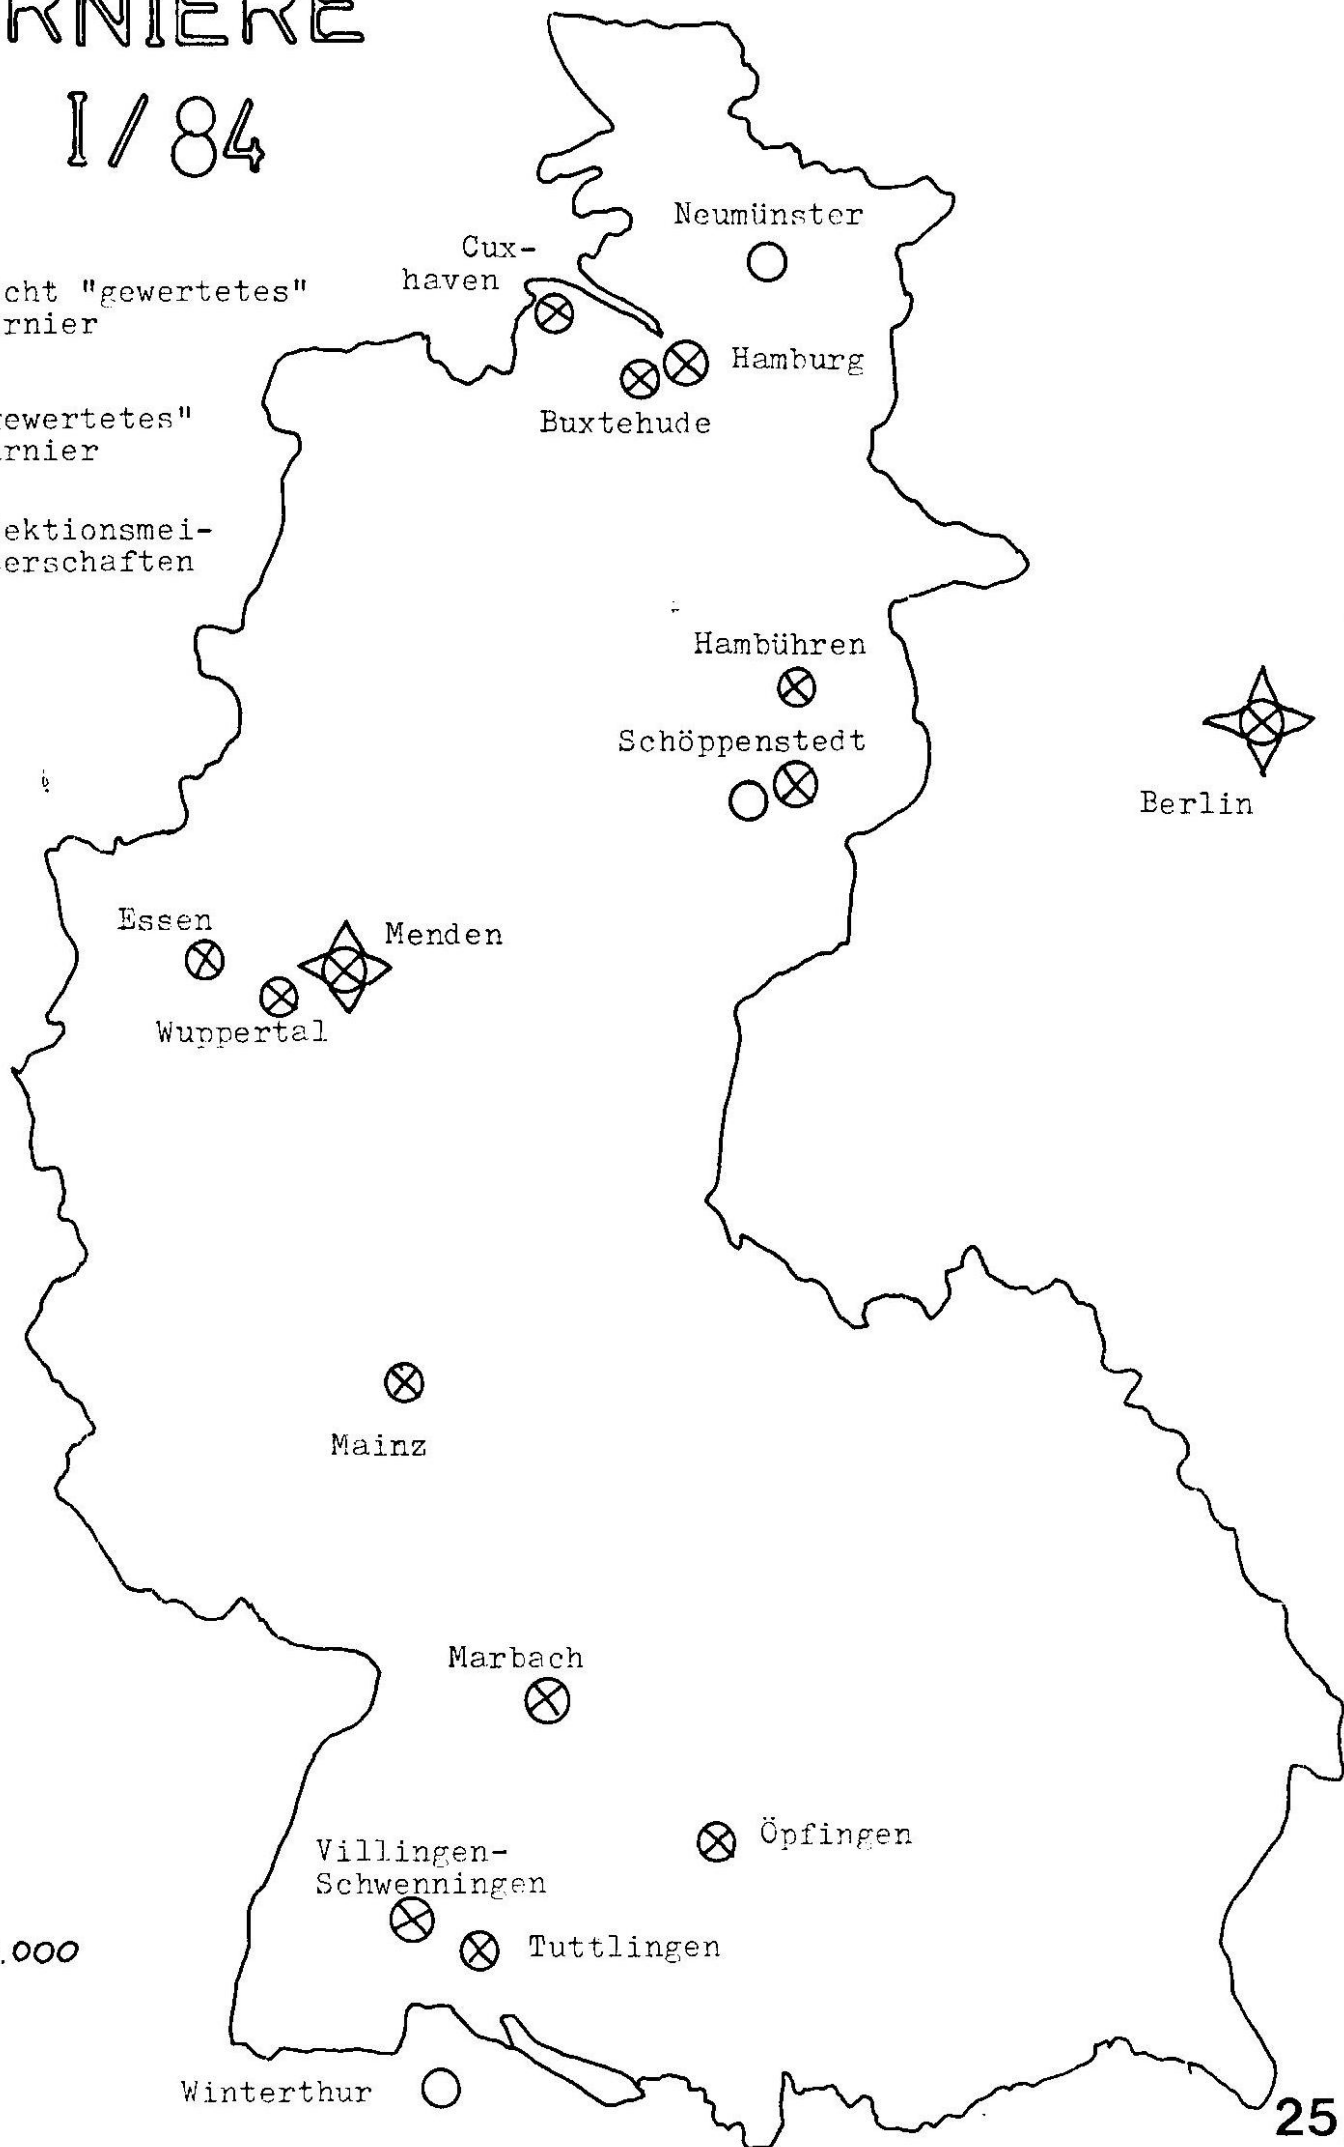 RNIERE
I/84
cht "gewertetes"
rnier
ewertetes"
rnier
ektionsmei-
erschaften
Neumünster
Cux-
haven
Hamburg
Buxtehude
Hambühren
Schöppenstedt
Berlin
Essen
Menden
Wuppertal
Mainz
Marbach
Öpfingen
Villingen-
Schwenningen
Tuttlingen
.000
Winterthur
25